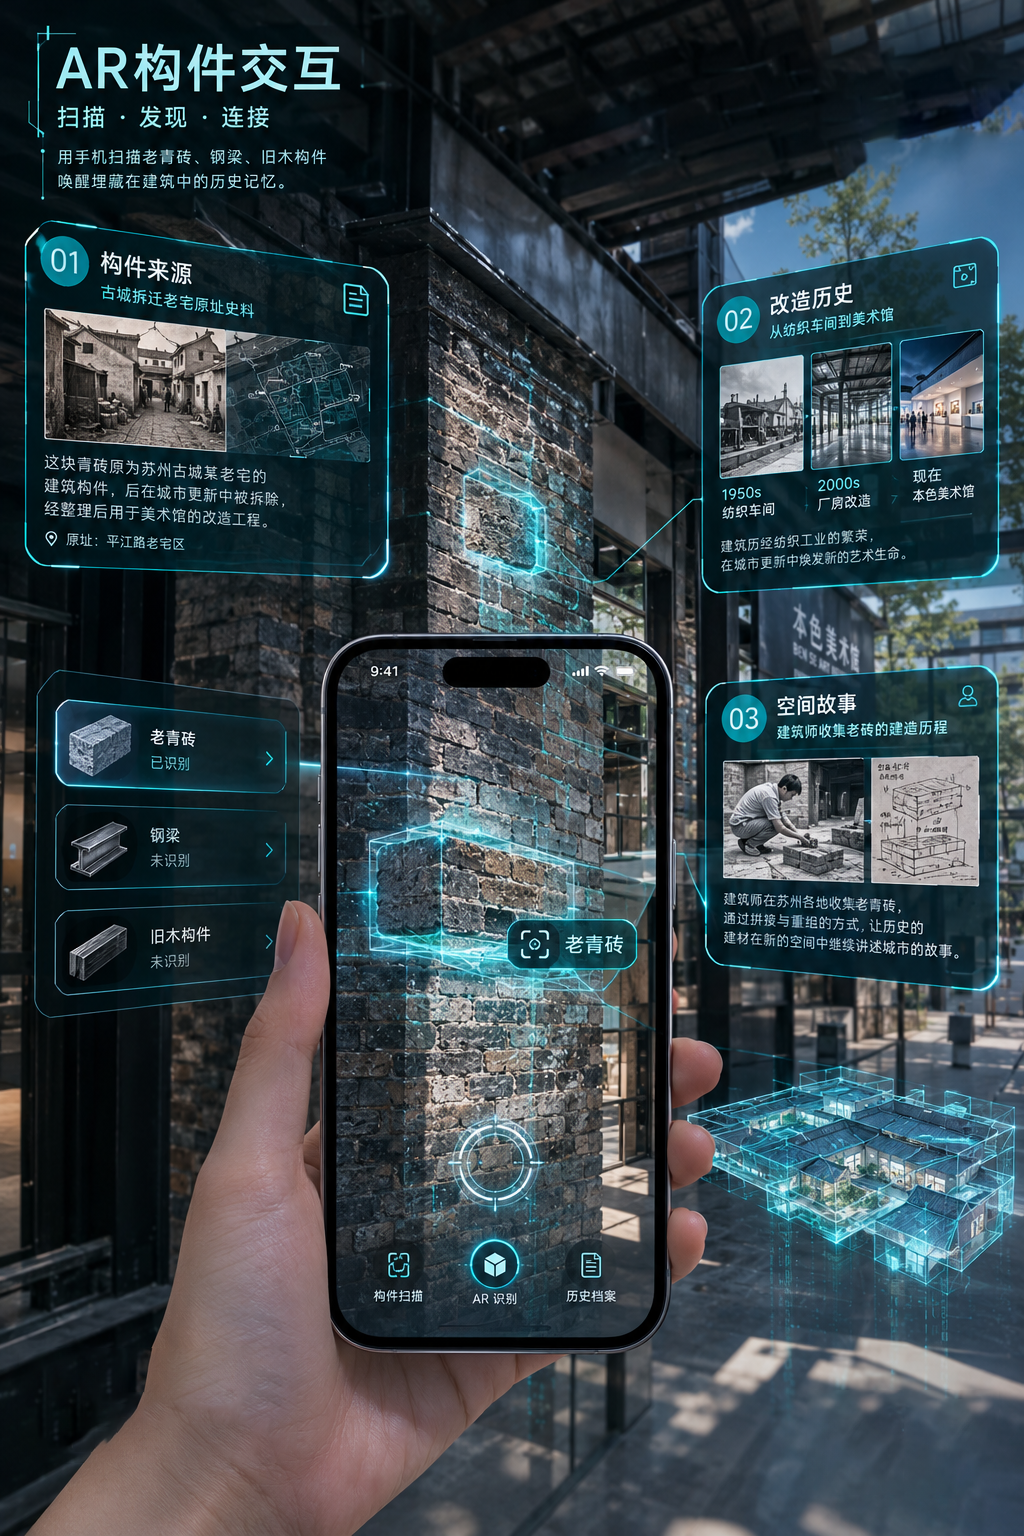 AR构件交互
扫描 · 发现 · 连接
用手机扫描老青砖、钢梁、旧木构件
唤醒埋藏在建筑中的历史记忆。
01
构件来源
古城拆迁老宅原址史料
这块青砖原为苏州古城某老宅的
建筑构件，后在城市更新中被拆除，
经整理后用于美术馆的改造工程。
原址：平江路老宅区
02
改造历史
从纺织车间到美术馆
1950s
纺织车间
2000s
厂房改造
现在
本色美术馆
建筑历经纺织工业的繁荣，
在城市更新中焕发新的艺术生命。
本色美术馆
BEN SE ART
03
空间故事
建筑师收集老砖的建造历程
建筑师在苏州各地收集老青砖，
通过拼接与重组的方式，让历史的
建材在新的空间中继续讲述城市的故事。
老青砖
已识别
钢梁
未识别
旧木构件
未识别
9:41
老青砖
构件扫描
AR 识别
历史档案